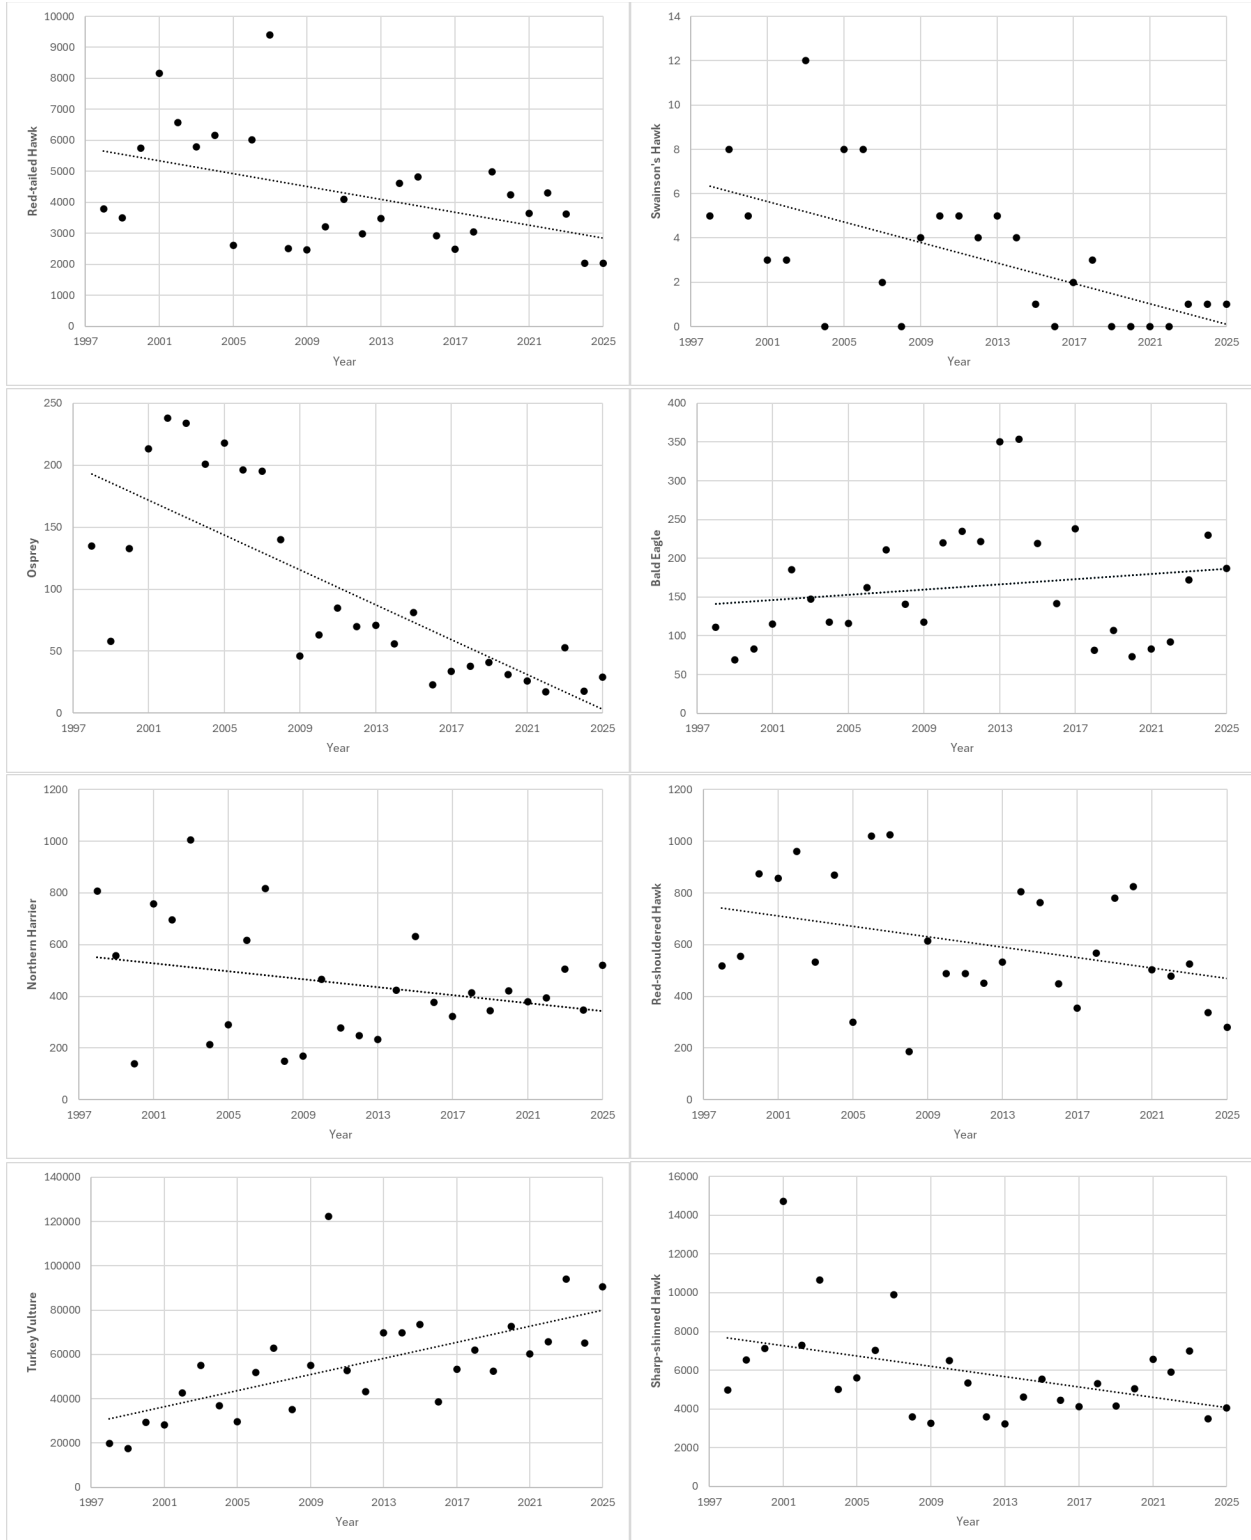 Red-tailed Hawk
10000
9000
8000
7000
6000
5000
4000
3000
2000
1000
0
1997 2001 2005 2009 2013 2017 2021 2025
Year
Swainson's Hawk
14
12
10
8
6
4
2
0
1997 2001 2005 2009 2013 2017 2021 2025
Year
Osprey
250
200
150
100
50
0
1997 2001 2005 2009 2013 2017 2021 2025
Year
Bald Eagle
400
350
300
250
200
150
100
50
0
1997 2001 2005 2009 2013 2017 2021 2025
Year
Northern Harrier
1200
1000
800
600
400
200
0
1997 2001 2005 2009 2013 2017 2021 2025
Year
Red-shouldered Hawk
1200
1000
800
600
400
200
0
1997 2001 2005 2009 2013 2017 2021 2025
Year
Turkey Vulture
140000
120000
100000
80000
60000
40000
20000
0
1997 2001 2005 2009 2013 2017 2021 2025
Year
Sharp-shinned Hawk
16000
14000
12000
10000
8000
6000
4000
2000
0
1997 2001 2005 2009 2013 2017 2021 2025
Year